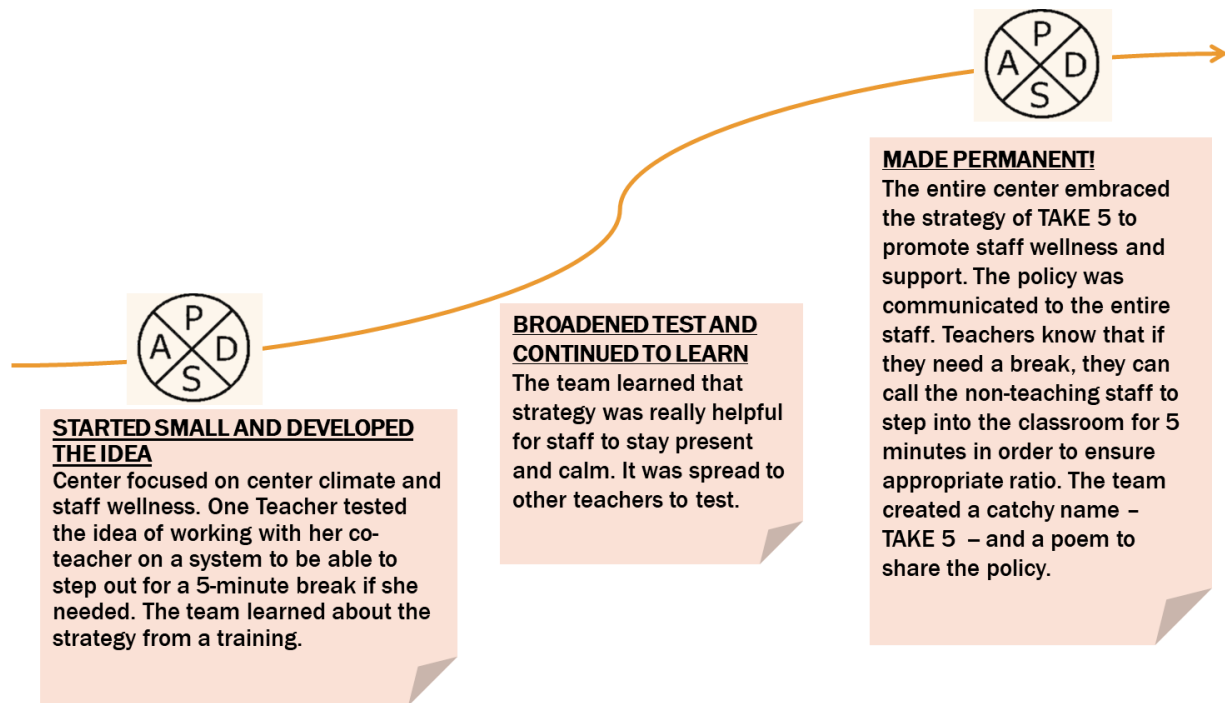 P
A D
S
STARTED SMALL AND DEVELOPED
THE IDEA
Center focused on center climate and
staff wellness. One Teacher tested
the idea of working with her co-
teacher on a system to be able to
step out for a 5-minute break if she
needed. The team learned about the
strategy from a training.
BROADENED TEST AND
CONTINUED TO LEARN
The team learned that
strategy was really helpful
for staff to stay present
and calm. It was spread to
other teachers to test.
P
A D
S
MADE PERMANENT!
The entire center embraced
the strategy of TAKE 5 to
promote staff wellness and
support. The policy was
communicated to the entire
staff. Teachers know that if
they need a break, they can
call the non-teaching staff to
step into the classroom for 5
minutes in order to ensure
appropriate ratio. The team
created a catchy name –
TAKE 5 – and a poem to
share the policy.